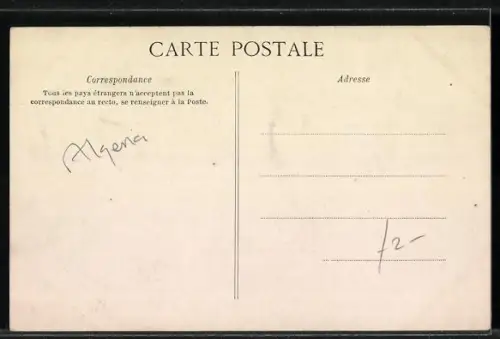 CARTE POSTALE
Correspondance
Tous les pays étrangers n'acceptent pas la
correspondance au recto, se renseigner à la Poste.
Algeria
Adresse
/2-